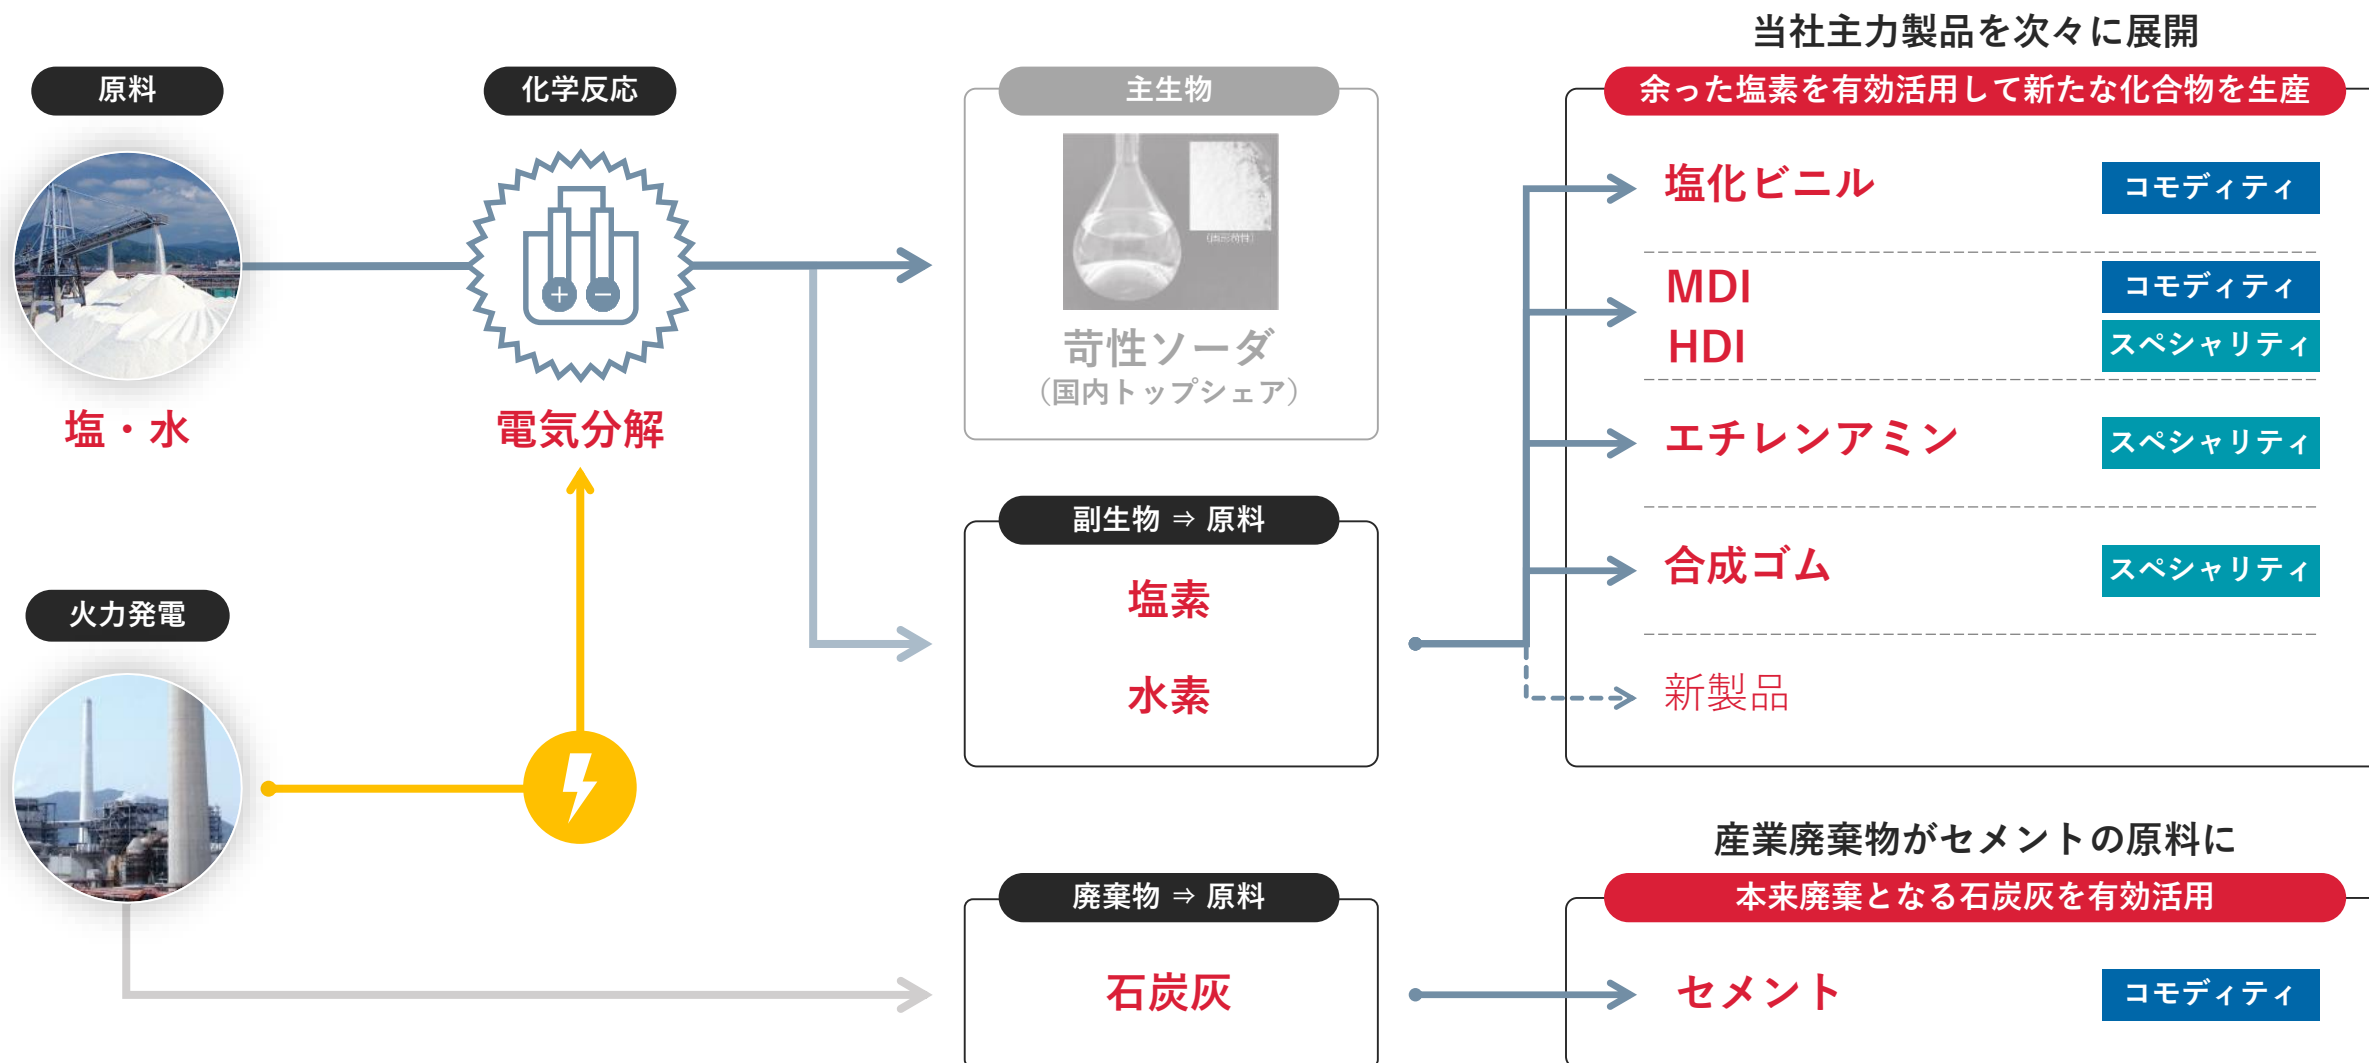 当社主力製品を次々に展開
原料
化学反応
主生物
余った塩素を有効活用して新たな化合物を生産
塩・水
電気分解
(固形苛性)
苛性ソーダ
（国内トップシェア）
塩化ビニル
コモディティ
MDI
コモディティ
HDI
スペシャリティ
エチレンアミン
スペシャリティ
合成ゴム
スペシャリティ
新製品
副生物 ⇒ 原料
塩素
水素
火力発電
産業廃棄物がセメントの原料に
廃棄物 ⇒ 原料
本来廃棄となる石炭灰を有効活用
石炭灰
セメント
コモディティ